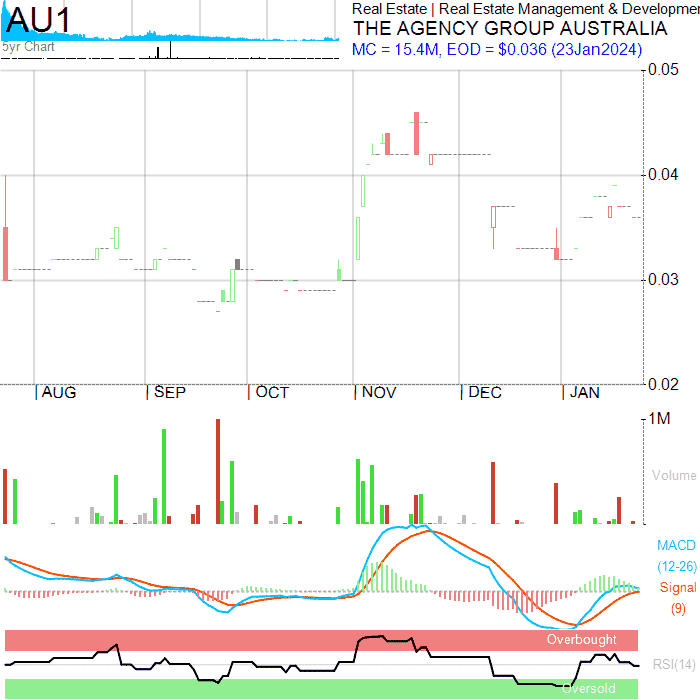 AU1
Real Estate | Real Estate Management & Developmen
THE AGENCY GROUP AUSTRALIA
5yr Chart
MC = 15.4M, EOD = $0.036 (23Jan2024)
0.05
0.04
0.03
0.02
AUG SEP OCT NOV DEC JAN
1M
Volume
MACD
(12-26)
Signal
(9)
Overbought
RSI(14)
Oversold